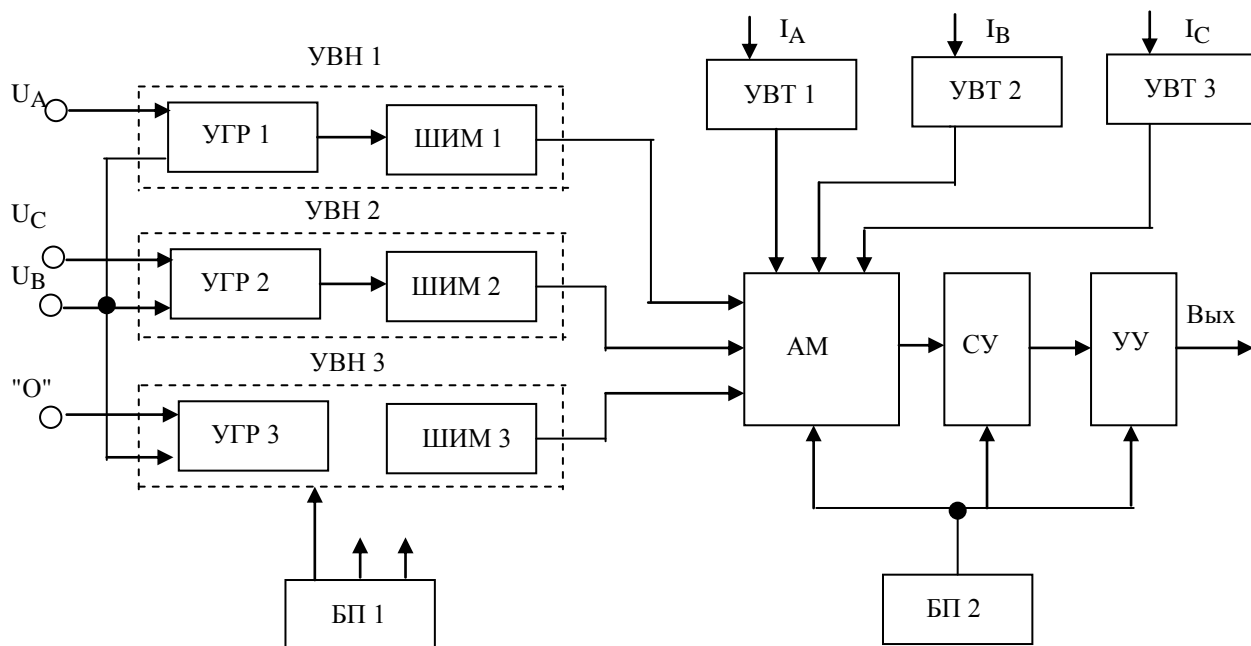 I_A
I_B
I_C
УВН 1
УВТ 1
УВТ 2
УВТ 3
U_A
УГР 1
ШИМ 1
U_C
УВН 2
U_B
УГР 2
ШИМ 2
АМ
СУ
УУ
Вых
УВН 3
"О"
УГР 3
ШИМ 3
БП 1
БП 2